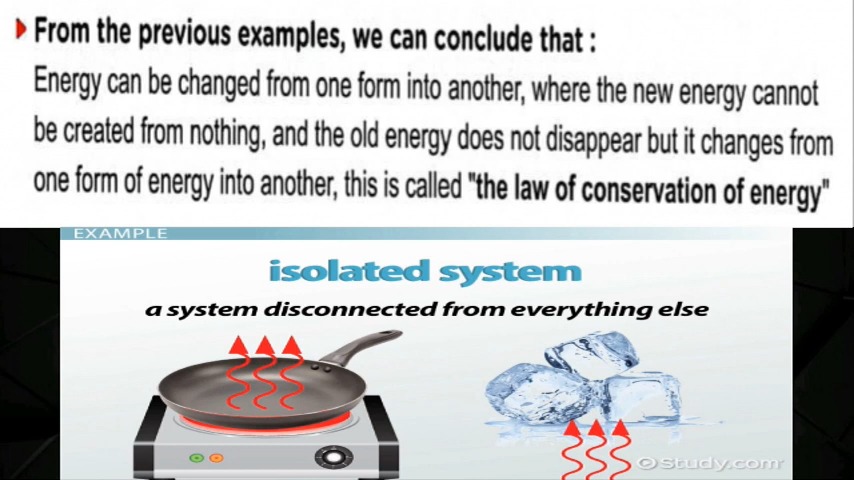 From the previous examples, we can conclude that :
Energy can be changed from one form into another, where the new energy cannot
be created from nothing, and the old energy does not disappear but it changes from
one form of energy into another, this is called "the law of conservation of energy"
EXAMPLE
isolated system
a system disconnected from everything else
Study.com